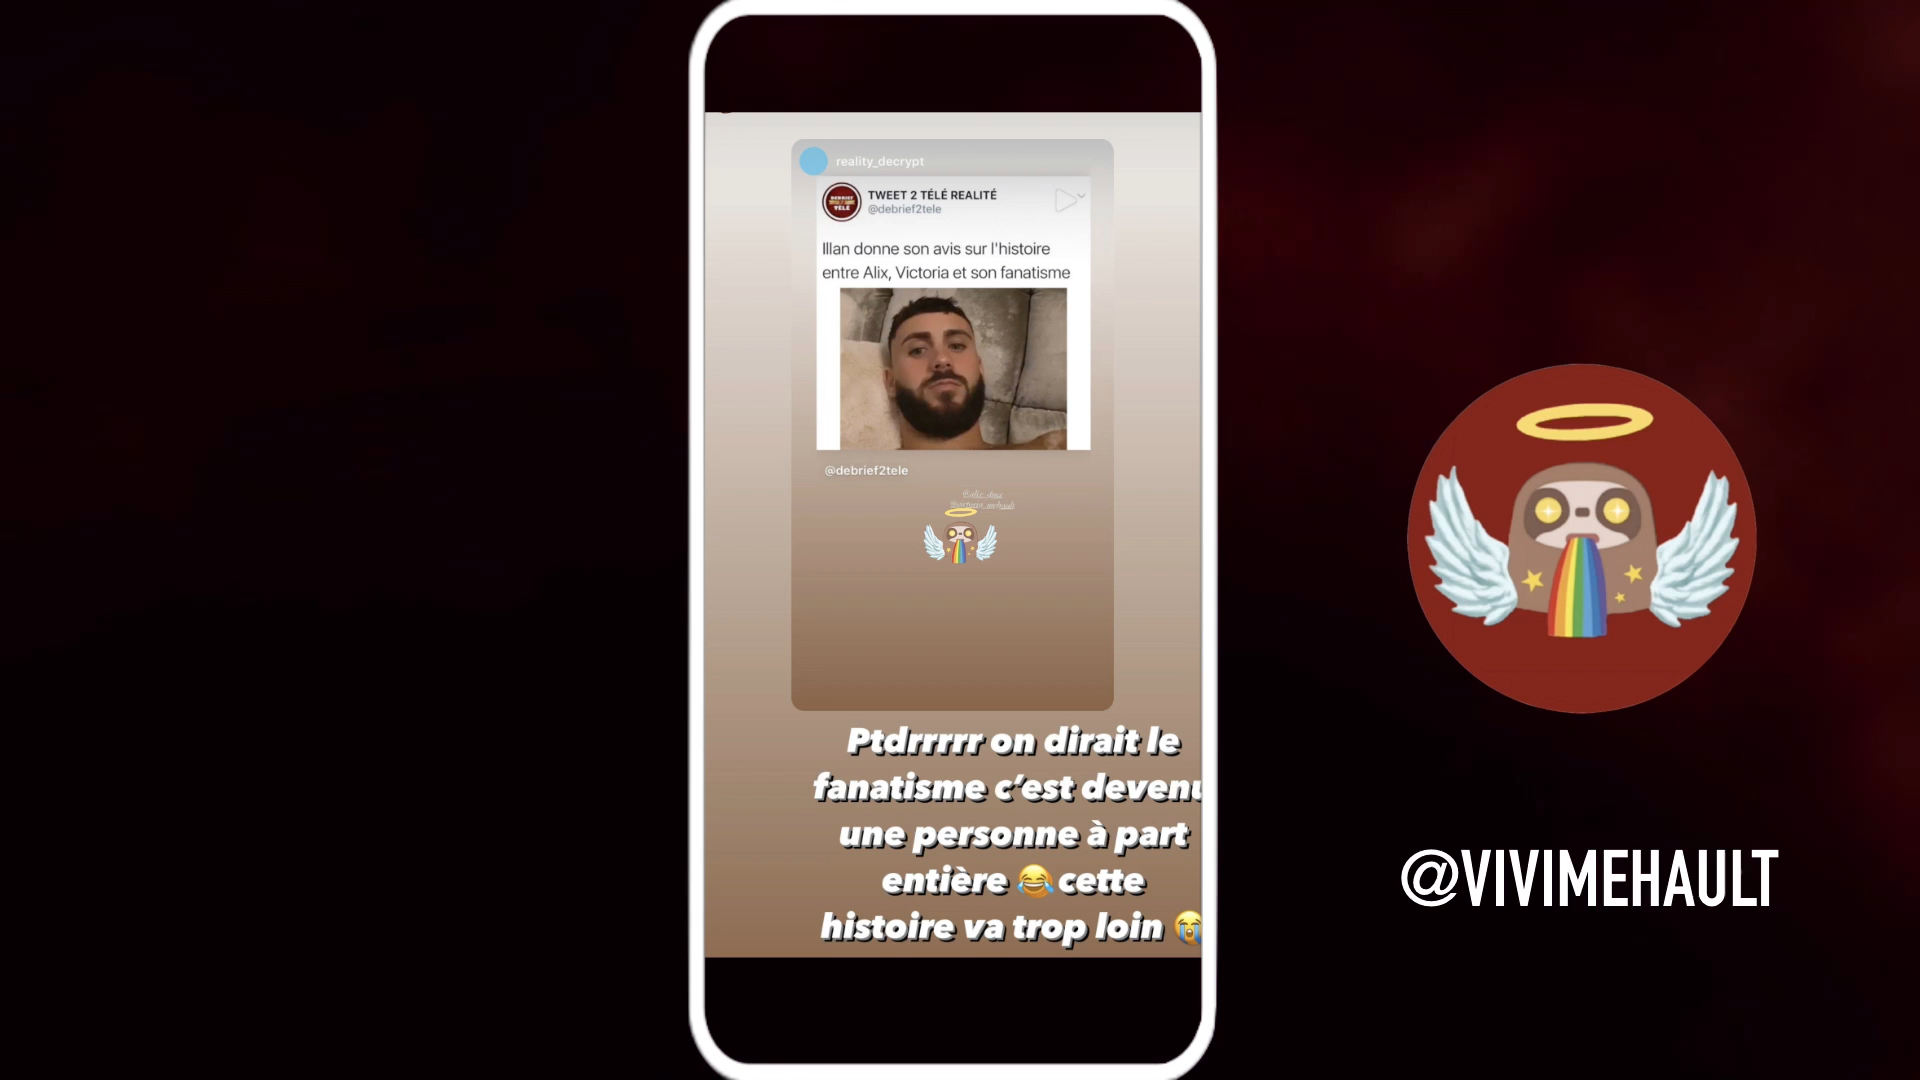 reality_decrypt
TWEET 2 TÉLÉ REALITÉ
@debrief2tele
Illan donne son avis sur l'histoire
entre Alix, Victoria et son fanatisme
@debrief2tele
Ptdrrrrr on dirait le
fanatisme c'est devenu
une personne à part
entière 😂 cette
histoire va trop loin 😭
@VIVIMEHAULT